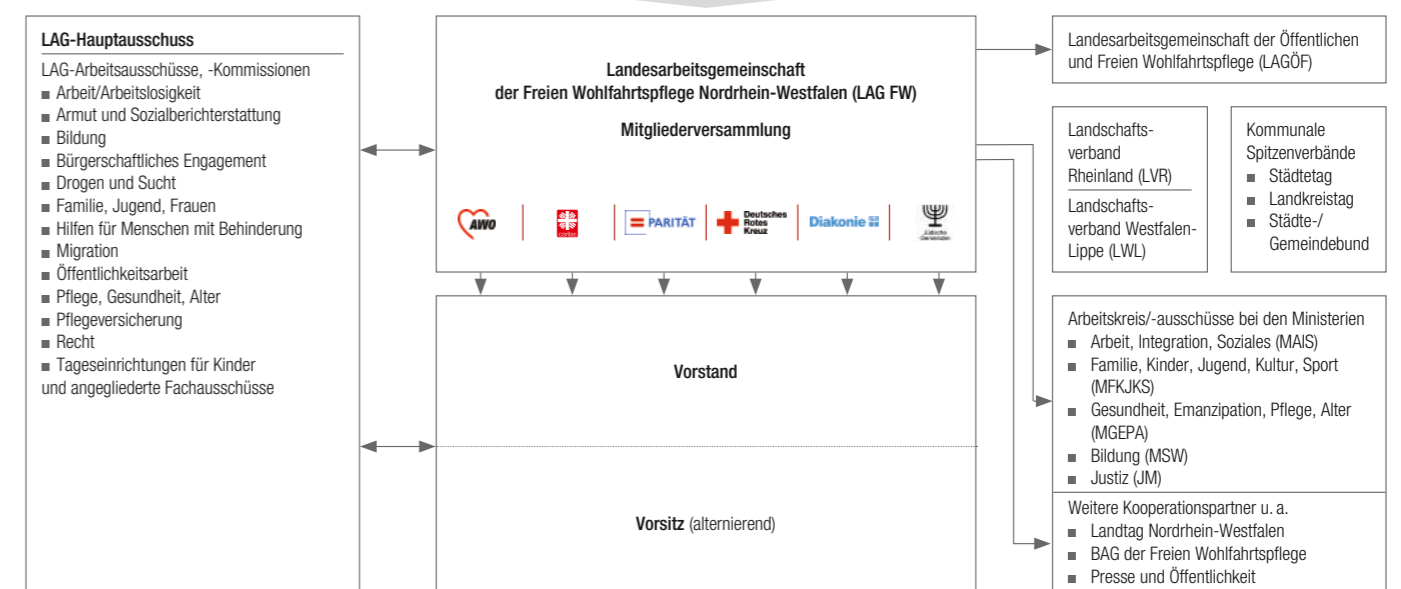 LAG-Hauptausschuss
LAG-Arbeitsausschüsse, -Kommissionen
■ Arbeit/Arbeitslosigkeit
■ Armut und Sozialberichterstattung
■ Bildung
■ Bürgerschaftliches Engagement
■ Drogen und Sucht
■ Familie, Jugend, Frauen
■ Hilfen für Menschen mit Behinderung
■ Migration
■ Öffentlichkeitsarbeit
■ Pflege, Gesundheit, Alter
■ Pflegeversicherung
■ Recht
■ Tageseinrichtungen für Kinder
und angegliederte Fachausschüsse
Landesarbeitsgemeinschaft
der Freien Wohlfahrtspflege Nordrhein-Westfalen (LAG FW)
Mitgliederversammlung
AWO
caritas
PARITÄT
Deutsches
Rotes
Kreuz
Diakonie
Jüdische
Gemeinden
Vorstand
Vorsitz (alternierend)
Landesarbeitsgemeinschaft der Öffentlichen
und Freien Wohlfahrtspflege (LAGÖF)
Landschafts-
verband
Rheinland (LVR)
Landschafts-
verband Westfalen-
Lippe (LWL)
Kommunale
Spitzenverbände
■ Städtetag
■ Landkreistag
■ Städte-/
Gemeindebund
Arbeitskreis/-ausschüsse bei den Ministerien
■ Arbeit, Integration, Soziales (MAIS)
■ Familie, Kinder, Jugend, Kultur, Sport
(MFKJKS)
■ Gesundheit, Emanzipation, Pflege, Alter
(MGEPA)
■ Bildung (MSW)
■ Justiz (JM)
Weitere Kooperationspartner u. a.
■ Landtag Nordrhein-Westfalen
■ BAG der Freien Wohlfahrtspflege
■ Presse und Öffentlichkeit